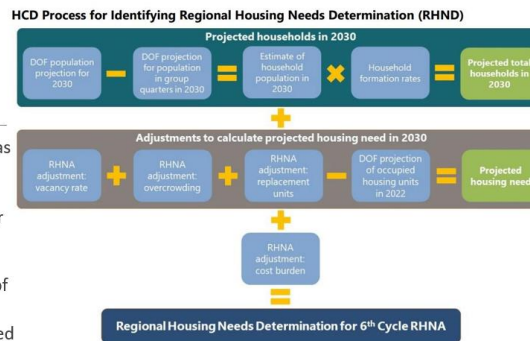 HCD Process for Identifying Regional Housing Needs Determination (RHND)
Projected households in 2030
DOF population
projection for
2030
DOF projection
for population
in group
quarters in 2030
Estimate of
household
population in
2030
Household
formation rates
Projected total
households in
2030
Adjustments to calculate projected housing need in 2030
RHNA
adjustment:
vacancy rate
RHNA
adjustment:
overcrowding
RHNA
adjustment:
replacement
units
DOF projection
of occupied
housing units
in 2022
Projected
housing need
RHNA
adjustment:
cost burden
Regional Housing Needs Determination for 6th Cycle RHNA
of